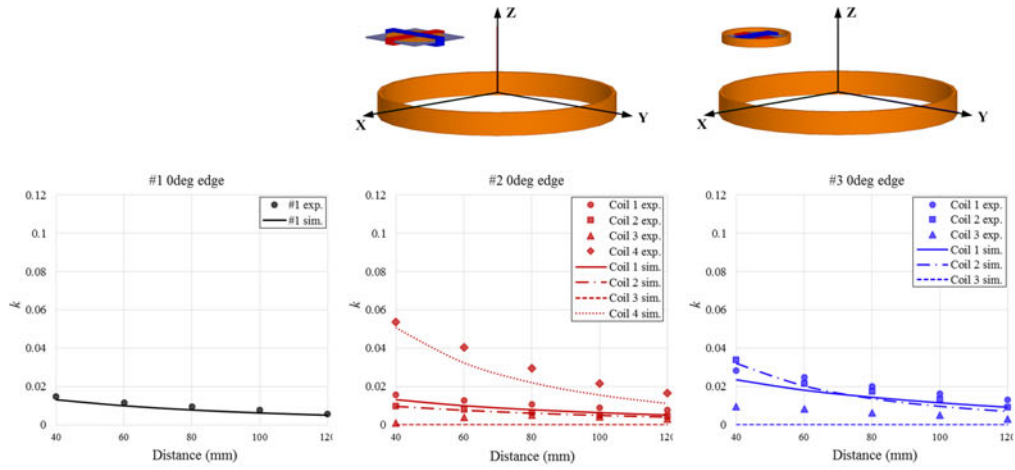 Z
X
Y
Z
X
Y
#1 0deg edge
0.12
0.1
0.08
0.06
0.04
0.02
0
k
40
60
80
100
120
Distance (mm)
#1 exp.
#1 sim.
#2 0deg edge
0.12
0.1
0.08
0.06
0.04
0.02
0
k
40
60
80
100
120
Distance (mm)
Coil 1 exp.
Coil 2 exp.
Coil 3 exp.
Coil 4 exp.
Coil 1 sim.
Coil 2 sim.
Coil 3 sim.
Coil 4 sim.
#3 0deg edge
0.12
0.1
0.08
0.06
0.04
0.02
0
k
40
60
80
100
120
Distance (mm)
Coil 1 exp.
Coil 2 exp.
Coil 3 exp.
Coil 1 sim.
Coil 2 sim.
Coil 3 sim.